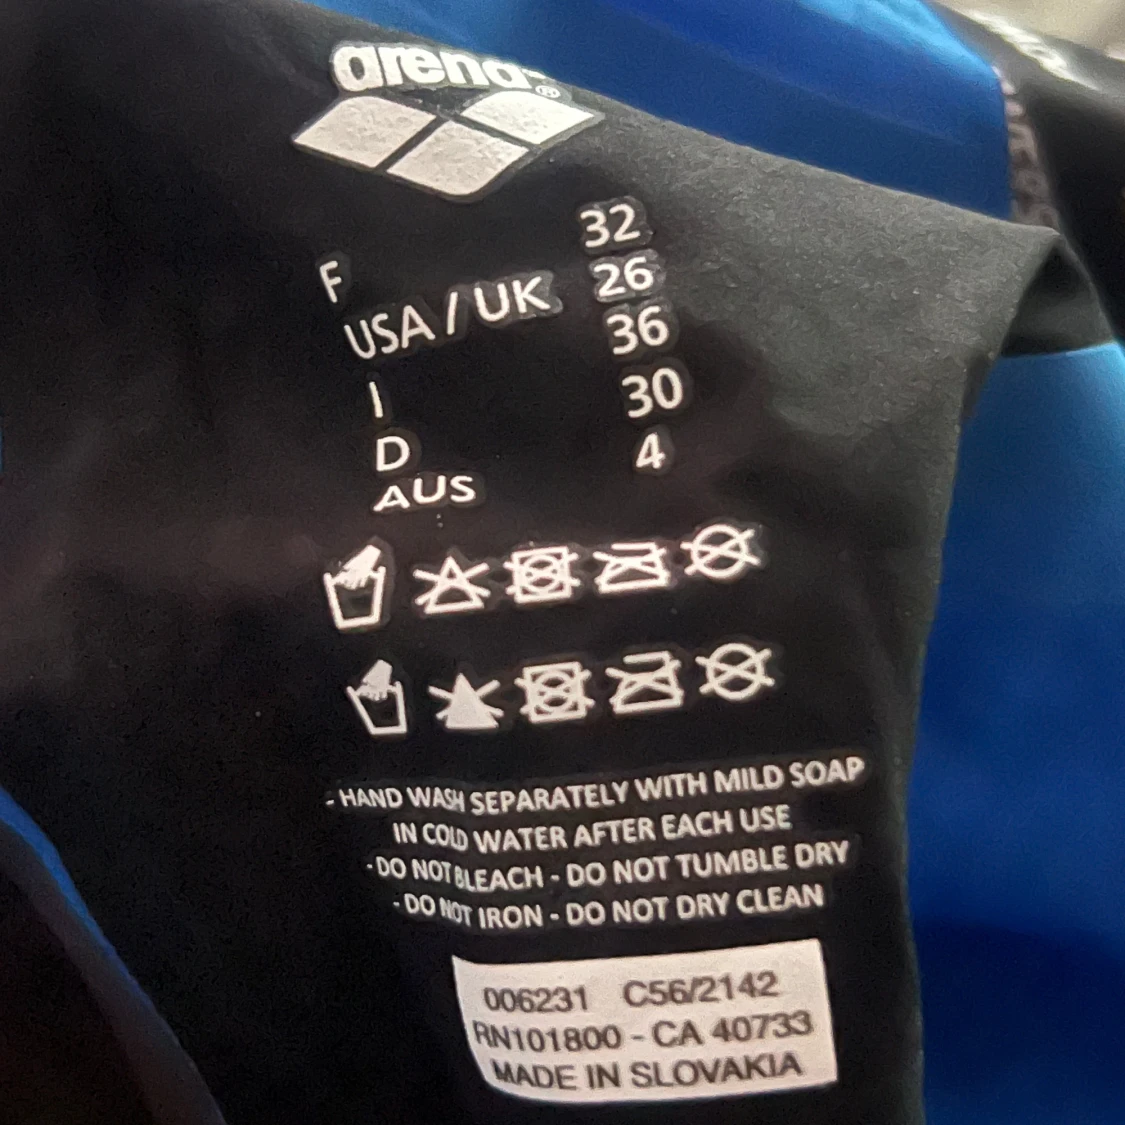 arena®
F 32
USA / UK 26
I 36
D 30
AUS 4
- HAND WASH SEPARATELY WITH MILD SOAP
IN COLD WATER AFTER EACH USE
- DO NOT BLEACH - DO NOT TUMBLE DRY
- DO NOT IRON - DO NOT DRY CLEAN
006231 C56/2142
RN101800 - CA 40733
MADE IN SLOVAKIA